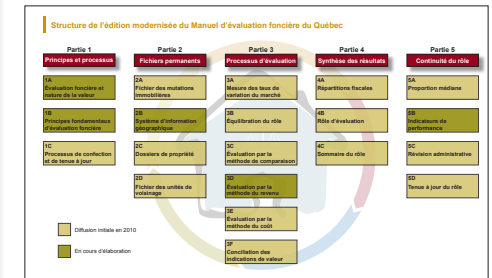 Structure de l'édition modernisée du Manuel d'évaluation foncière du Québec
Partie 1
Principes et processus
1A
Évaluation foncière et
nature de la valeur
1B
Principes fondamentaux
d'évaluation foncière
1C
Processus de confection
et de tenue à jour
Partie 2
Fichiers permanents
2A
Fichier des mutations
immobilières
2B
Système d'information
géographique
2C
Dossiers de propriété
2D
Fichier des unités de
voisinage
Partie 3
Processus d'évaluation
3A
Mesure des taux de
variation du marché
3B
Équilibration du rôle
3C
Évaluation par la
méthode de comparaison
3D
Évaluation par la
méthode du revenu
3E
Évaluation par la
méthode du coût
3F
Conciliation des
indications de valeur
Partie 4
Synthèse des résultats
4A
Répartitions fiscales
4B
Rôle d'évaluation
4C
Sommaire du rôle
Partie 5
Continuité du rôle
5A
Proportion médiane
5B
Indicateurs de
performance
5C
Révision administrative
5D
Tenue à jour du rôle
Diffusion initiale en 2010
En cours d'élaboration